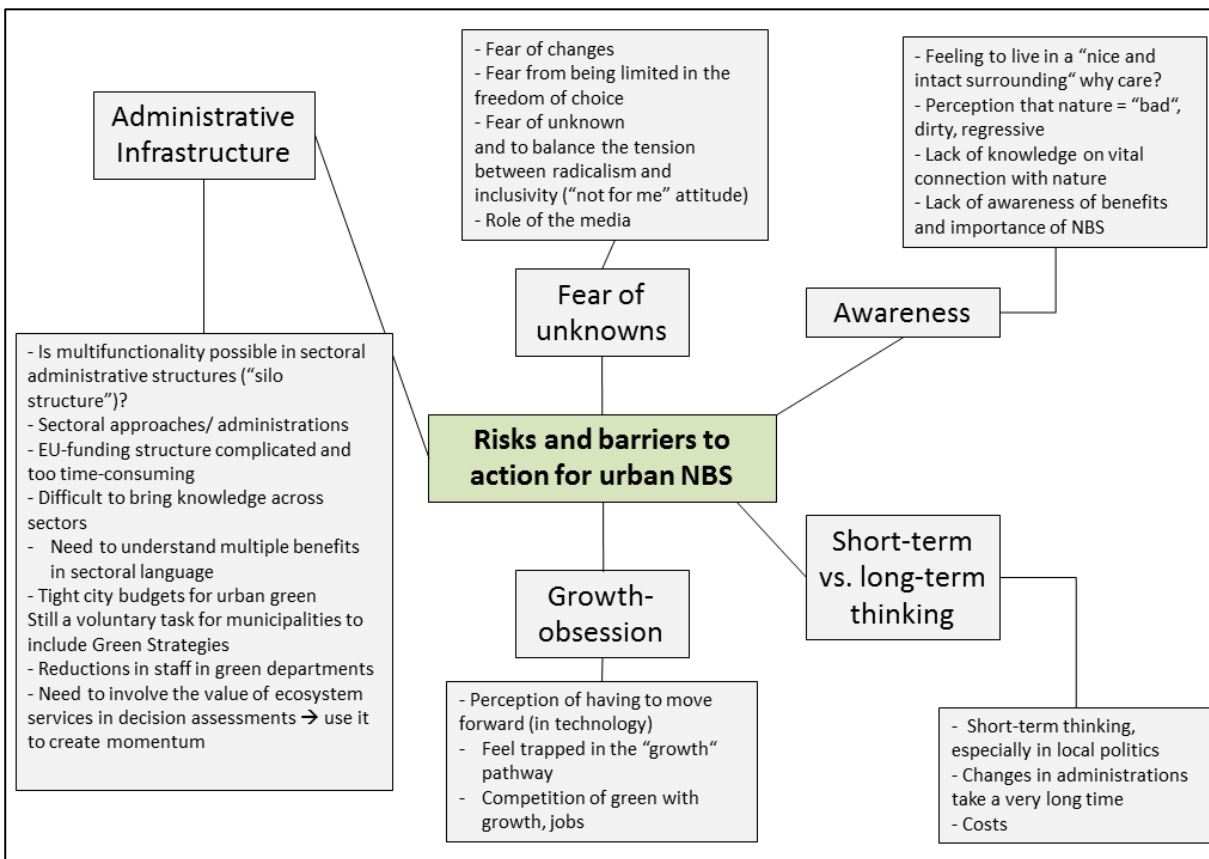 Administrative
Infrastructure
- Is multifunctionality possible in sectoral
administrative structures (“silo
structure”)?
- Sectoral approaches/ administrations
- EU-funding structure complicated and
too time-consuming
- Difficult to bring knowledge across
sectors
- Need to understand multiple benefits
in sectoral language
- Tight city budgets for urban green
Still a voluntary task for municipalities to
include Green Strategies
- Reductions in staff in green departments
- Need to involve the value of ecosystem
services in decision assessments → use it
to create momentum
- Fear of changes
- Fear from being limited in the
freedom of choice
- Fear of unknown
and to balance the tension
between radicalism and
inclusivity (“not for me” attitude)
- Role of the media
Fear of
unknowns
- Feeling to live in a “nice and
intact surrounding“ why care?
- Perception that nature = “bad“,
dirty, regressive
- Lack of knowledge on vital
connection with nature
- Lack of awareness of benefits
and importance of NBS
Awareness
Risks and barriers to
action for urban NBS
Growth-
obsession
- Perception of having to move
forward (in technology)
- Feel trapped in the “growth“
pathway
- Competition of green with
growth, jobs
Short-term
vs. long-term
thinking
- Short-term thinking,
especially in local politics
- Changes in administrations
take a very long time
- Costs